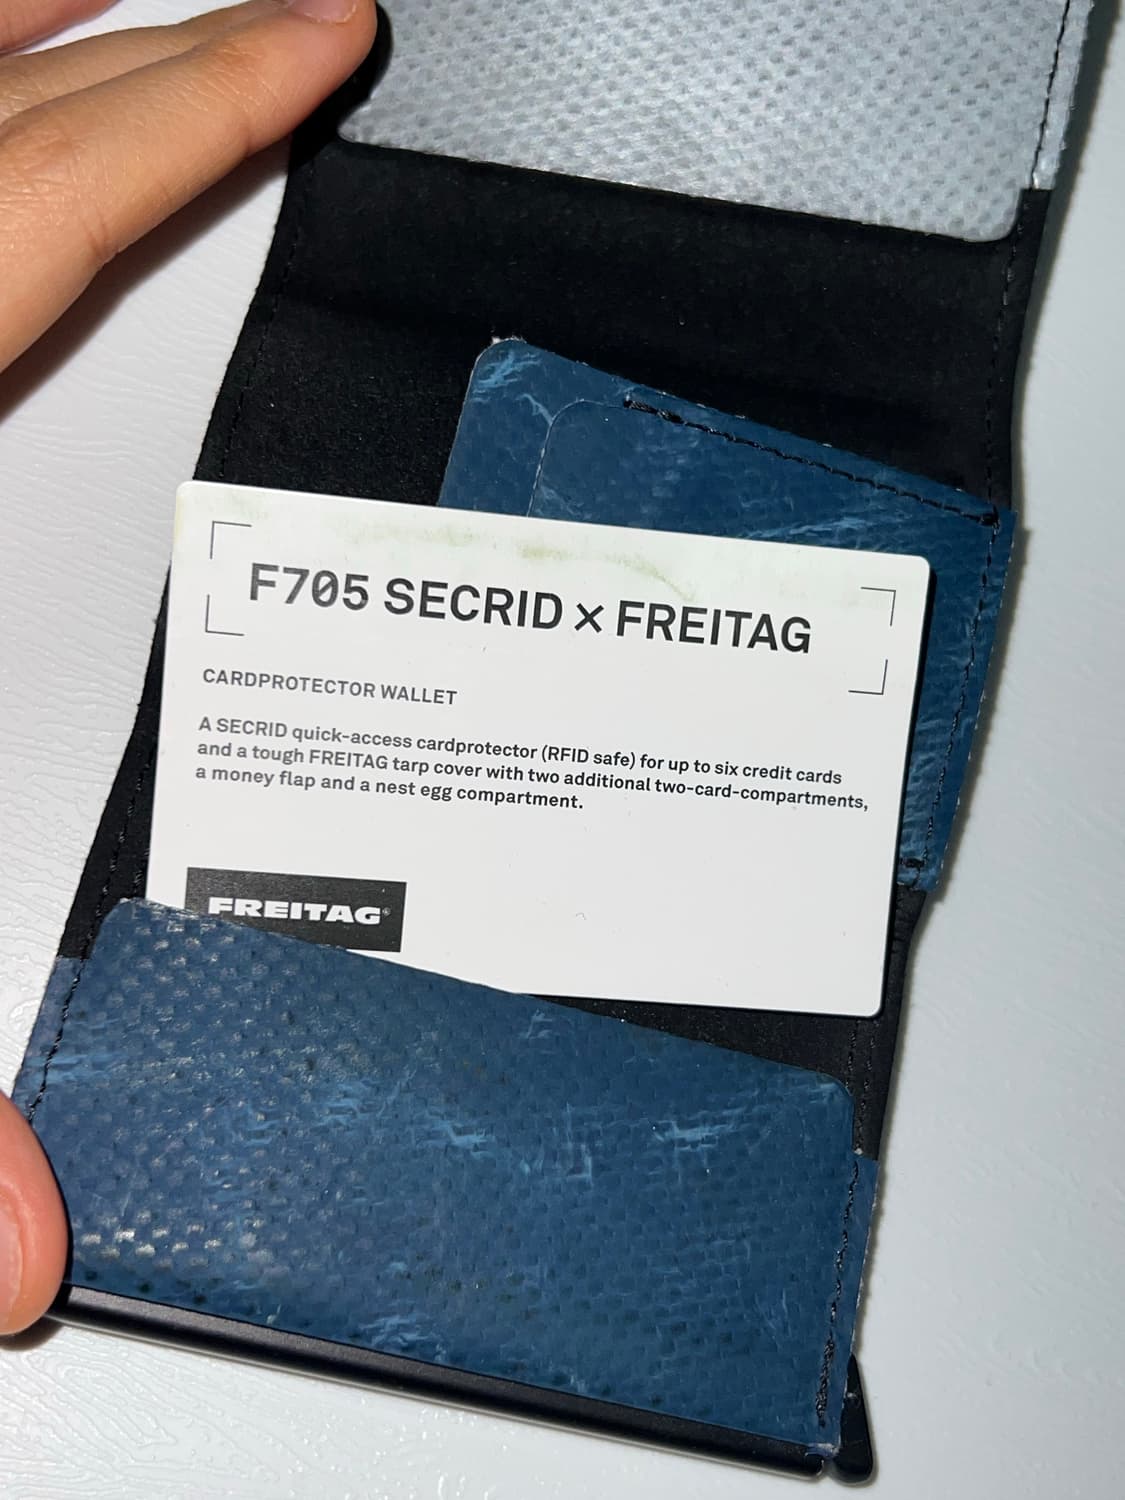 F705 SECRID × FREITAG
CARDPROTECTOR WALLET
A SECRID quick-access cardprotector (RFID safe) for up to six credit cards
and a tough FREITAG tarp cover with two additional two-card-compartments,
a money flap and a nest egg compartment.
FREITAG®